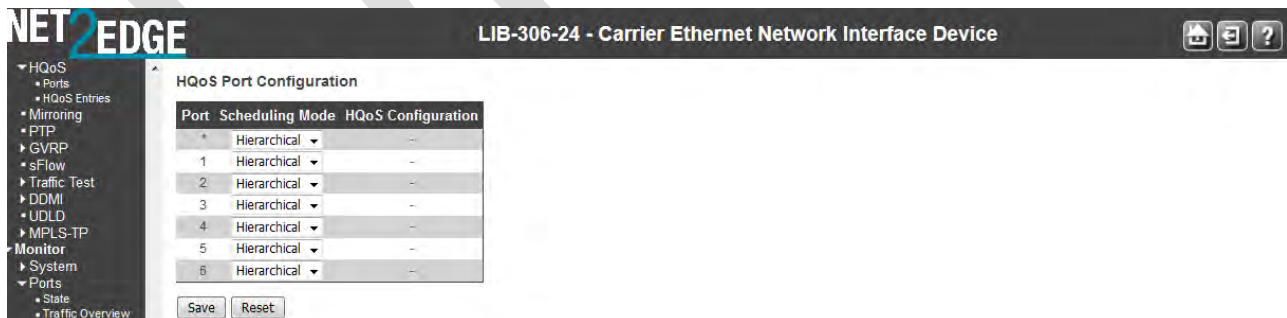 NET2EDGE
LIB-306-24 - Carrier Ethernet Network Interface Device
?
HQoS
Ports
HQoS Entries
Mirroring
PTP
GVRP
sFlow
Traffic Test
DDMI
UDLD
MPLS-TP
Monitor
System
Ports
State
Traffic Overview
HQoS Port Configuration
Port Scheduling Mode HQoS Configuration
* Hierarchical --
1 Hierarchical -
2 Hierarchical -
3 Hierarchical -
4 Hierarchical -
5 Hierarchical -
6 Hierarchical -
Save Reset